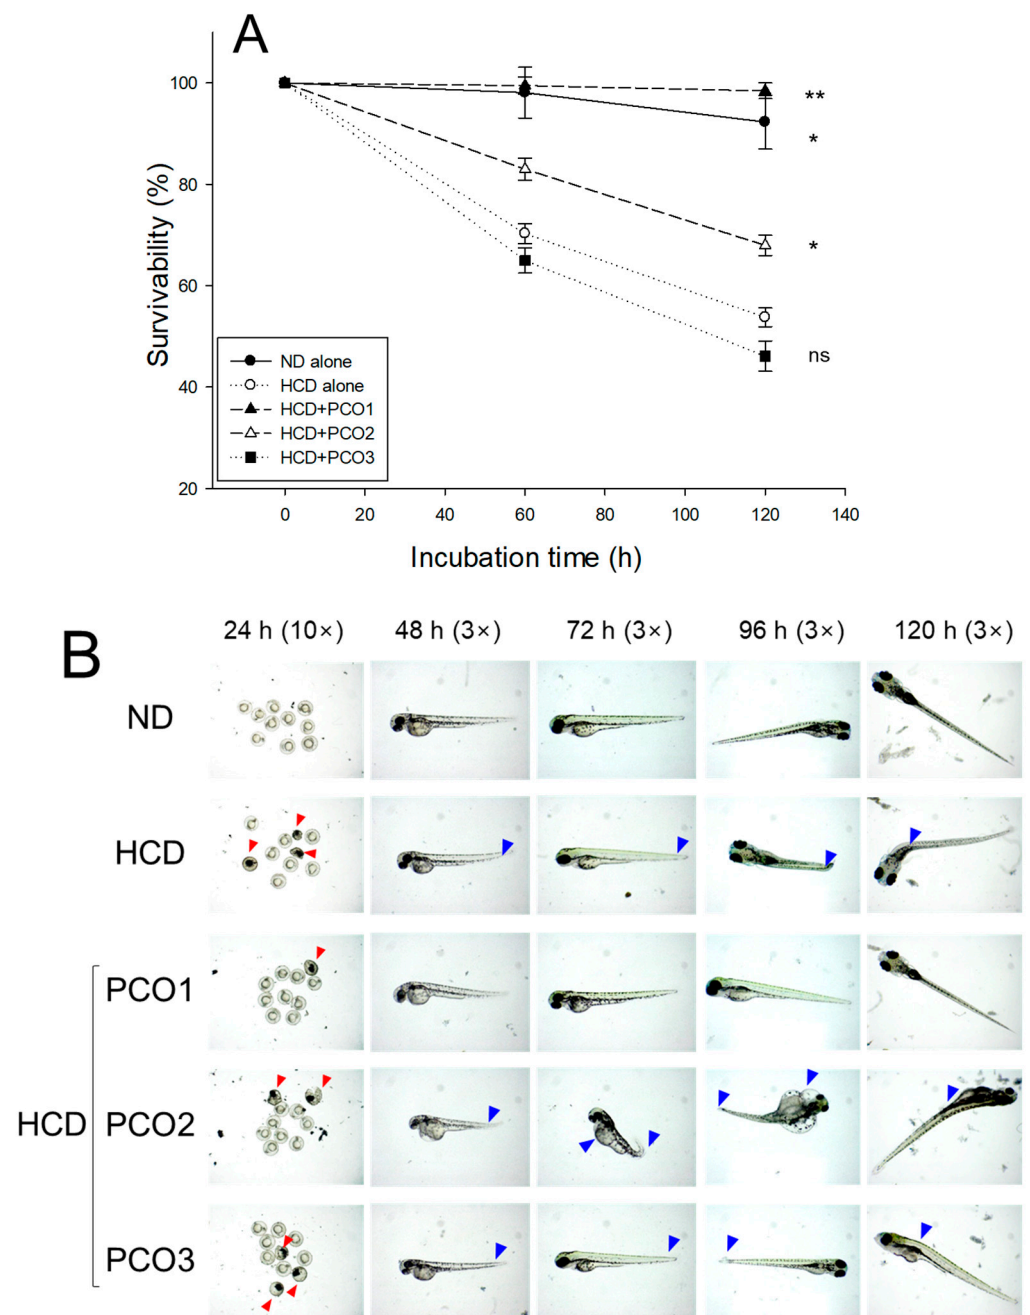 A
Survivability (%)
100
80
60
40
20
**
*
*
ns
ND alone
HCD alone
HCD+PCO1
HCD+PCO2
HCD+PCO3
0 20 40 60 80 100 120 140
Incubation time (h)
B
24 h (10×) 48 h (3×) 72 h (3×) 96 h (3×) 120 h (3×)
ND
HCD
PCO1
HCD
PCO2
PCO3